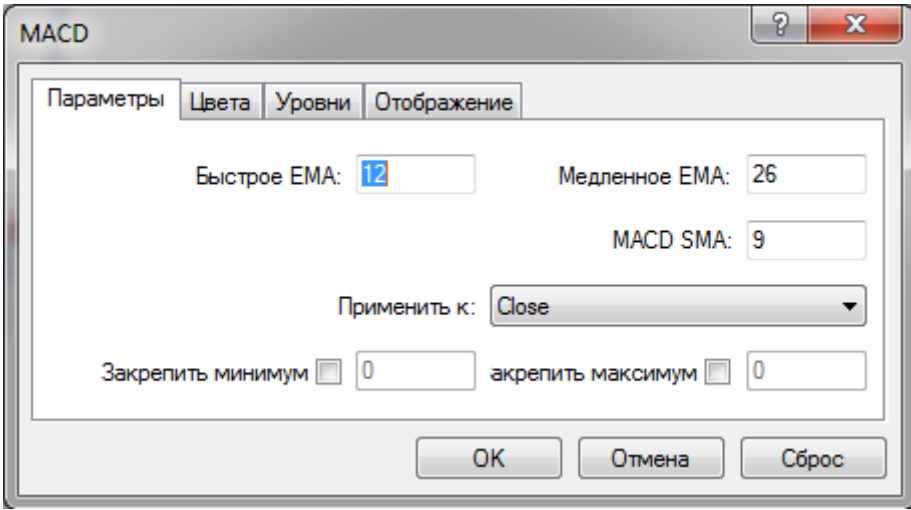 MACD
Параметры Цвета Уровни Отображение
Быстрое EMA: 12 Медленное EMA: 26
MACD SMA: 9
Применить к: Close
Закрепить минимум 0 акрепить максимум 0
OK Отмена Сброс